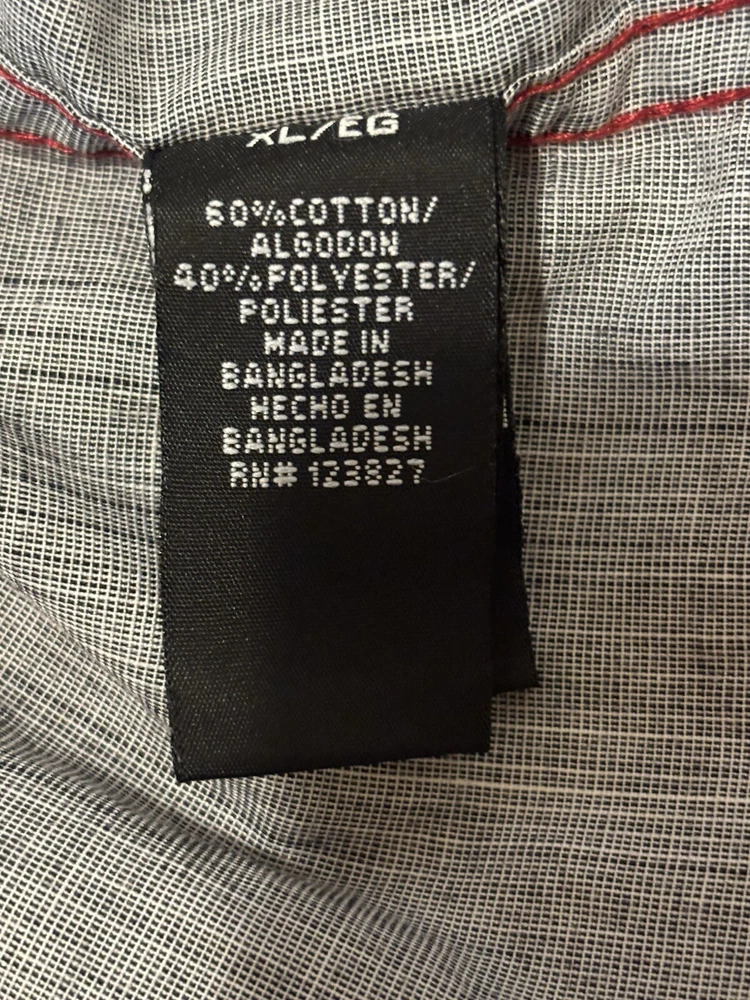 XL/EG
60%COTTON/
ALGODON
40%POLYESTER/
POLIESTER
MADE IN
BANGLADESH
HECHO EN
BANGLADESH
RN# 123827